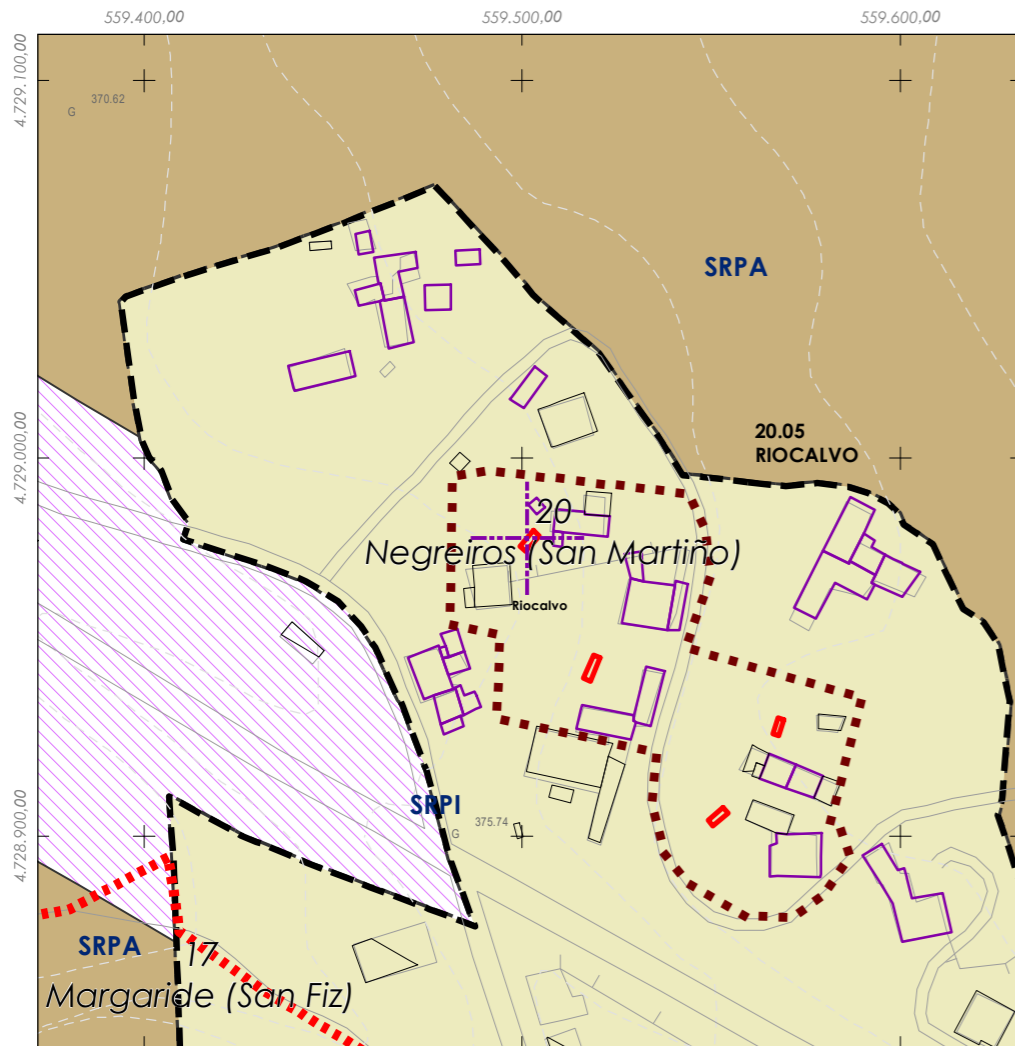 559.400,00
559.500,00
559.600,00
4.729.100,00
370.62
G
SRPA
4.729.000,00
20.05
RIOCALVO
20
Negreiros (San Martiño)
Riocalvo
SRPI
G
375.74
4.728.900,00
SRPA
17
Margaride (San Fiz)